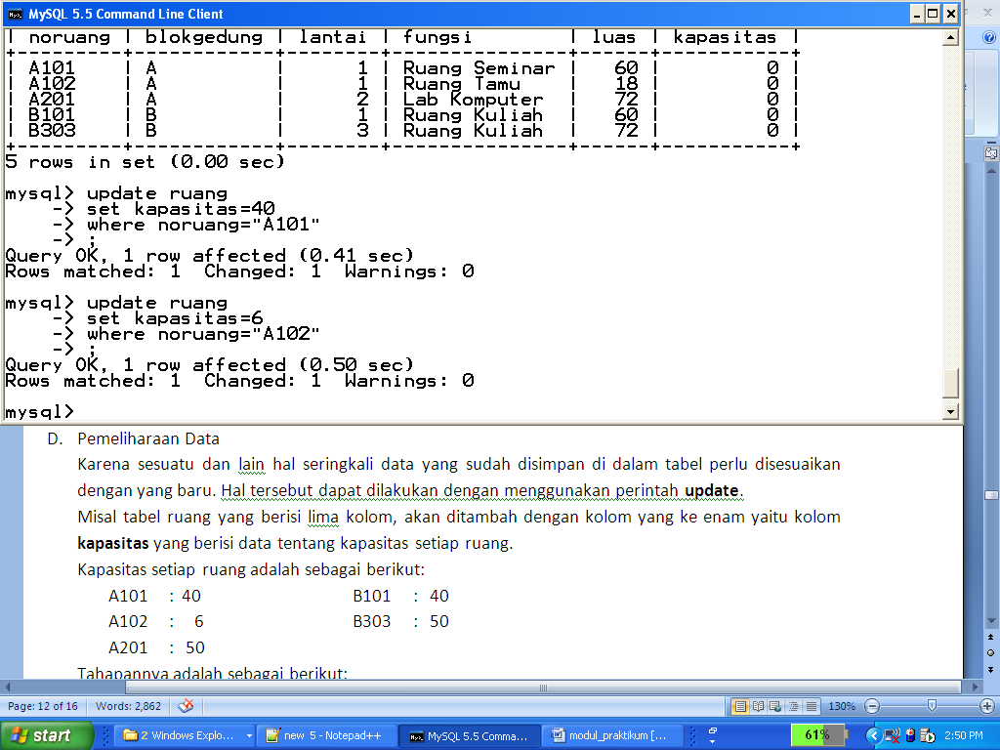 MySQL 5.5 Command Line Client
| noruang | blokgedung | lantai | fungsi | luas | kapasitas |
+---------+------------+--------+---------------+------+-----------+
| A101 | A | 1 | Ruang Seminar | 60 | 0 |
| A102 | A | 1 | Ruang Tamu | 18 | 0 |
| A201 | A | 2 | Lab Komputer | 72 | 0 |
| B101 | B | 1 | Ruang Kuliah | 60 | 0 |
| B303 | B | 3 | Ruang Kuliah | 72 | 0 |
+---------+------------+--------+---------------+------+-----------+
5 rows in set (0.00 sec)
mysql> update ruang
-> set kapasitas=40
-> where noruang="A101"
-> ;
Query OK, 1 row affected (0.41 sec)
Rows matched: 1 Changed: 1 Warnings: 0
mysql> update ruang
-> set kapasitas=6
-> where noruang="A102"
-> ;
Query OK, 1 row affected (0.50 sec)
Rows matched: 1 Changed: 1 Warnings: 0
mysql>
D. Pemeliharaan Data
Karena sesuatu dan lain hal seringkali data yang sudah disimpan di dalam tabel perlu disesuaikan
dengan yang baru. Hal tersebut dapat dilakukan dengan menggunakan perintah update.
Misal tabel ruang yang berisi lima kolom, akan ditambah dengan kolom yang ke enam yaitu kolom
kapasitas yang berisi data tentang kapasitas setiap ruang.
Kapasitas setiap ruang adalah sebagai berikut:
A101 : 40 B101 : 40
A102 : 6 B303 : 50
A201 : 50
Tahapannya adalah sebagai berikut:
Page: 12 of 16 Words: 2,862 130%
start 2 Windows Explo... new 5 - Notepad++ MySQL 5.5 Comma... modul_praktikum [... 61% 2:50 PM